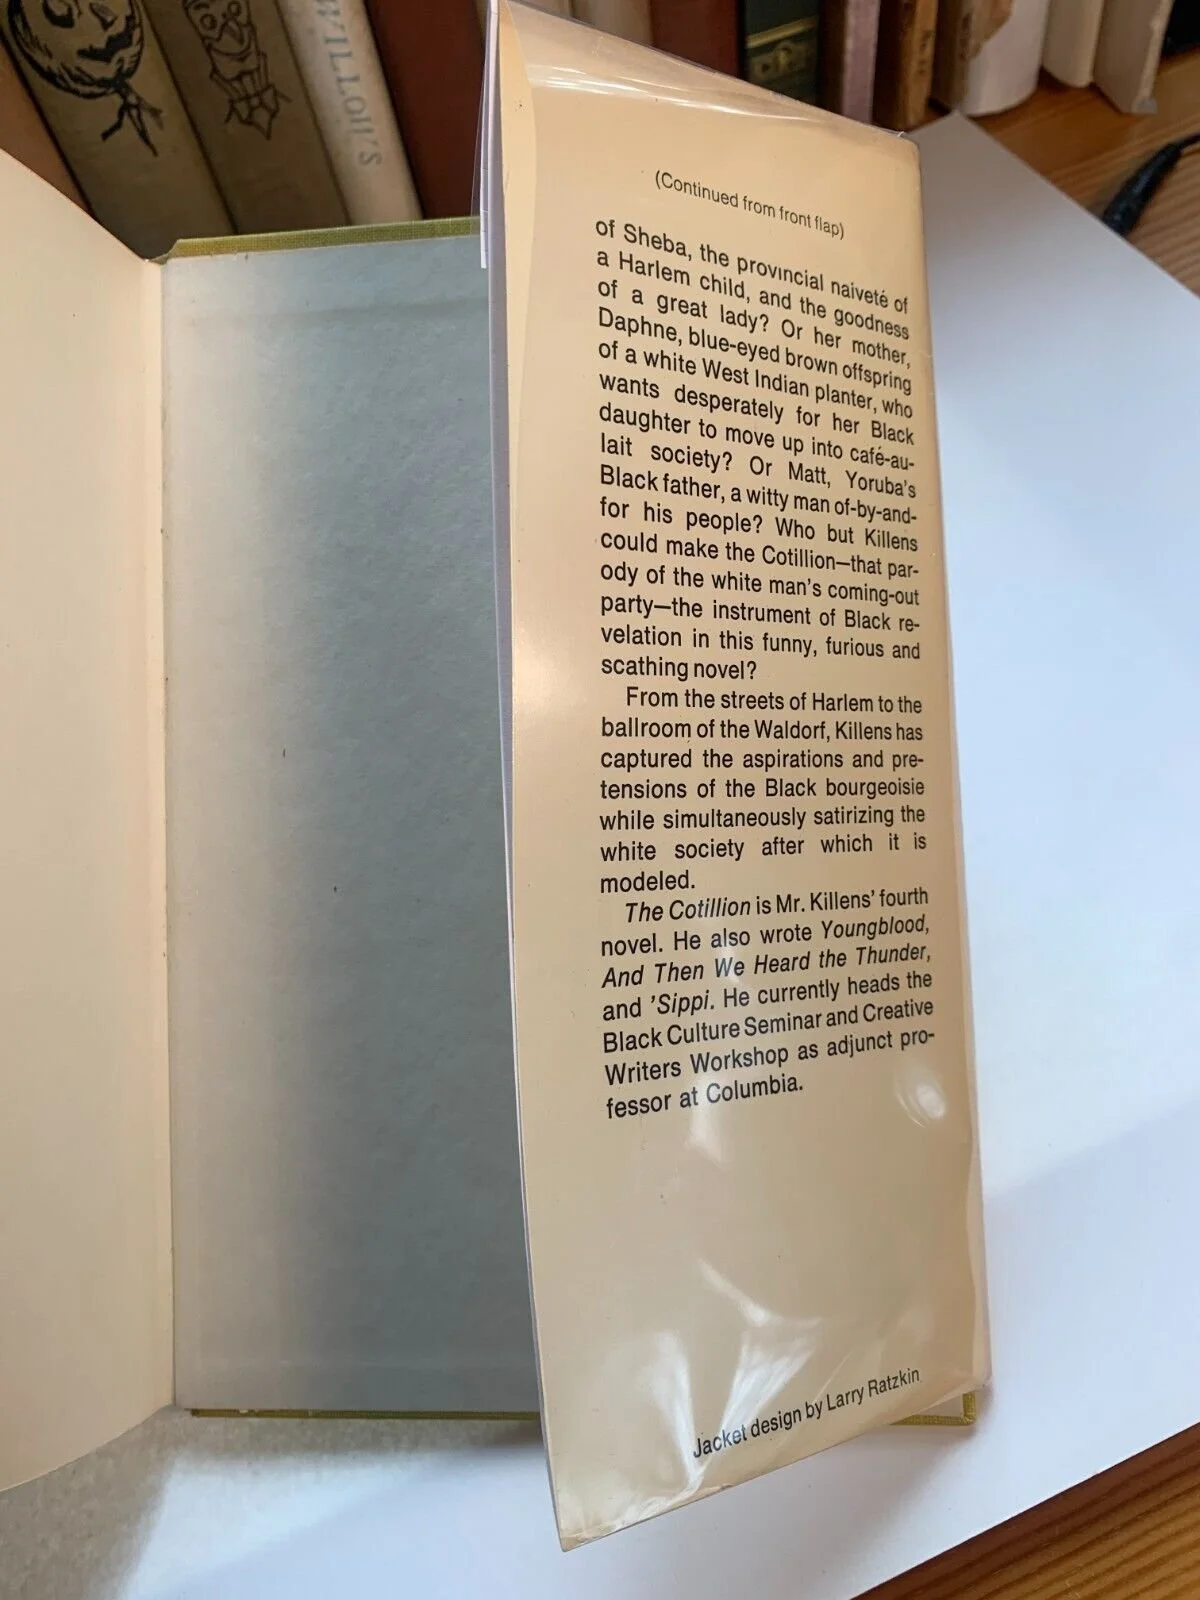 WILLOH'S
(Continued from front flap)
of Sheba, the provincial naiveté of
a Harlem child, and the goodness
of a great lady? Or her mother,
Daphne, blue-eyed brown offspring
of a white West Indian planter, who
wants desperately for her Black
daughter to move up into café-au-
lait society? Or Matt, Yoruba's
Black father, a witty man of-by-and-
for his people? Who but Killens
could make the Cotillion—that par-
ody of the white man's coming-out
party—the instrument of Black re-
velation in this funny, furious and
scathing novel?
From the streets of Harlem to the
ballroom of the Waldorf, Killens has
captured the aspirations and pre-
tensions of the Black bourgeoisie
while simultaneously satirizing the
white society after which it is
modeled.
The Cotillion is Mr. Killens' fourth
novel. He also wrote Youngblood,
And Then We Heard the Thunder,
and 'Sippi. He currently heads the
Black Culture Seminar and Creative
Writers Workshop as adjunct pro-
fessor at Columbia.
Jacket design by Larry Ratzkin